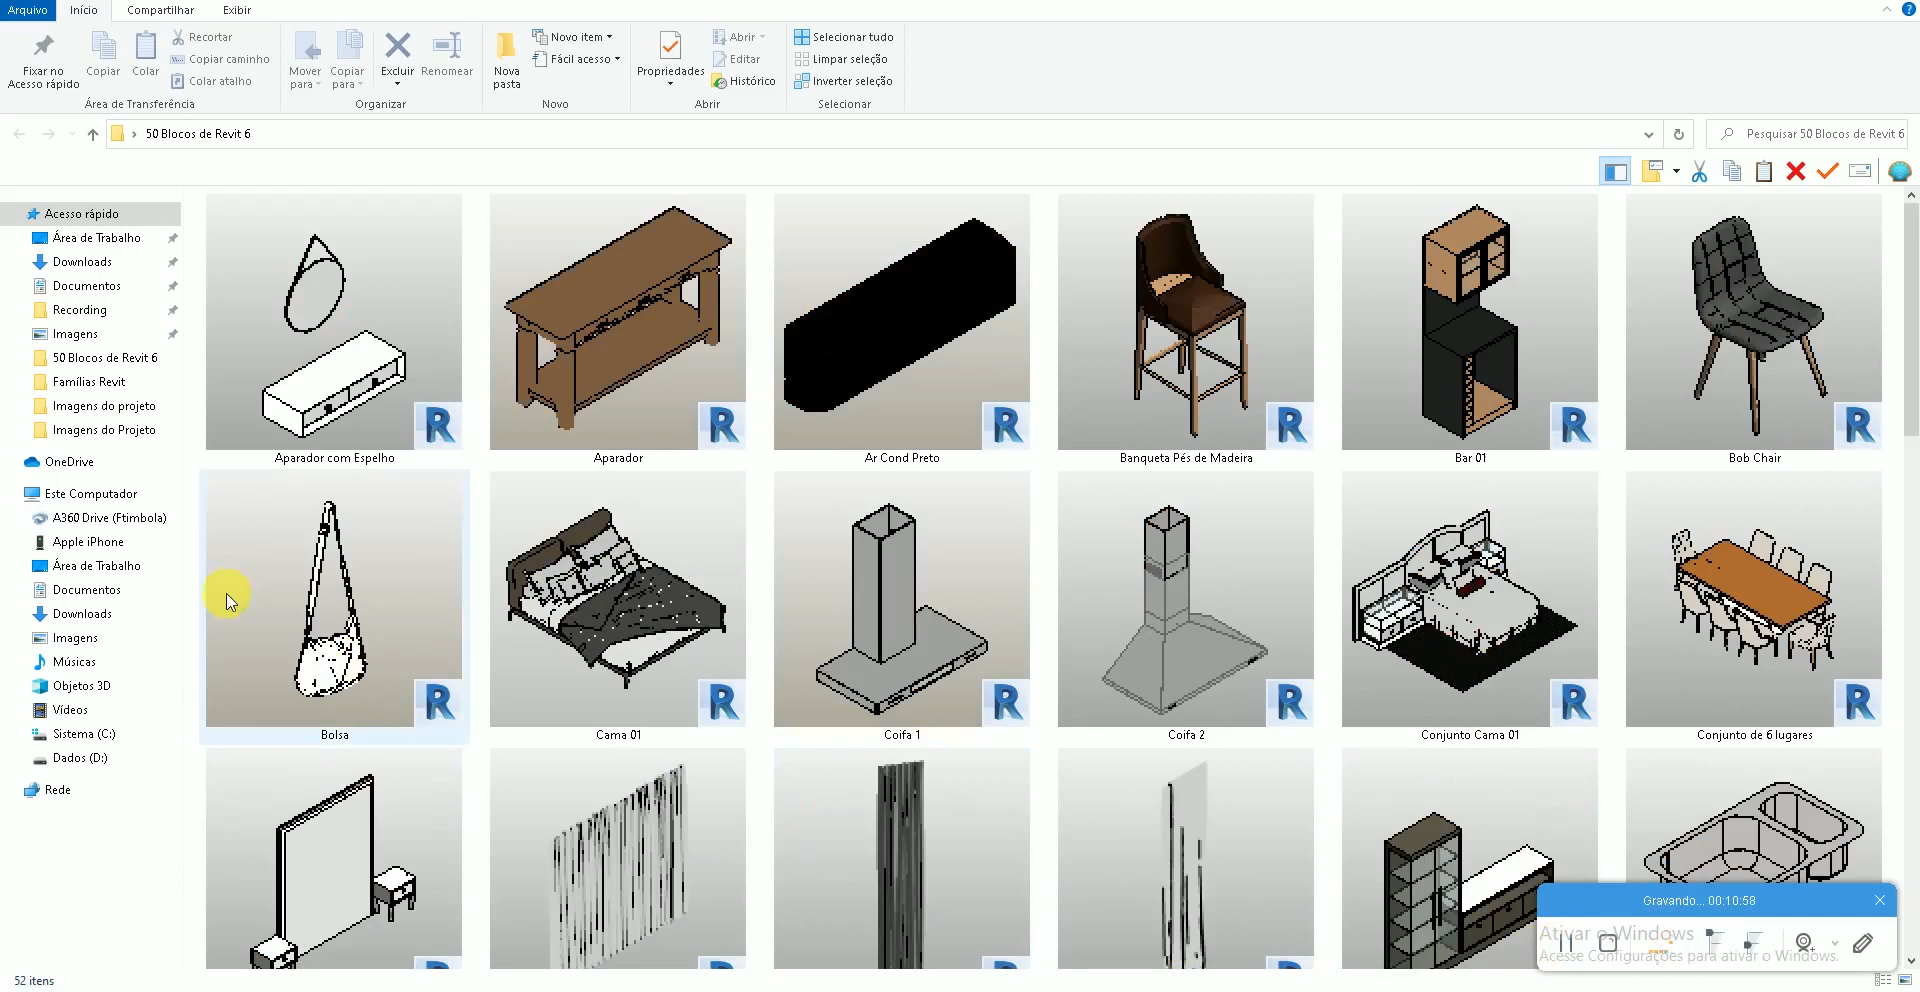 Arquivo
Início
Compartilhar
Exibir
Fixar no
Acesso rápido
Copiar
Colar
Recortar
Copiar caminho
Colar atalho
Área de Transferência
Mover
para
Copiar
para
Excluir
Renomear
Organizar
Nova
pasta
Novo item
Fácil acesso
Novo
Propriedades
Abrir
Editar
Histórico
Abrir
Selecionar tudo
Limpar seleção
Inverter seleção
Selecionar
50 Blocos de Revit 6
Pesquisar 50 Blocos de Revit 6
Acesso rápido
Área de Trabalho
Downloads
Documentos
Recording
Imagens
50 Blocos de Revit 6
Famílias Revit
Imagens do projeto
Imagens do Projeto
OneDrive
Este Computador
A360 Drive (Ftimbola)
Apple iPhone
Área de Trabalho
Documentos
Downloads
Imagens
Músicas
Objetos 3D
Vídeos
Sistema (C:)
Dados (D:)
Rede
Aparador com Espelho
Aparador
Ar Cond Preto
Banqueta Pés de Madeira
Bar 01
Bob Chair
Bolsa
Cama 01
Coifa 1
Coifa 2
Conjunto Cama 01
Conjunto de 6 lugares
Gravando... 00:10:58
Ativar o Windows
Acesse Configurações para ativar o Windows.
52 itens